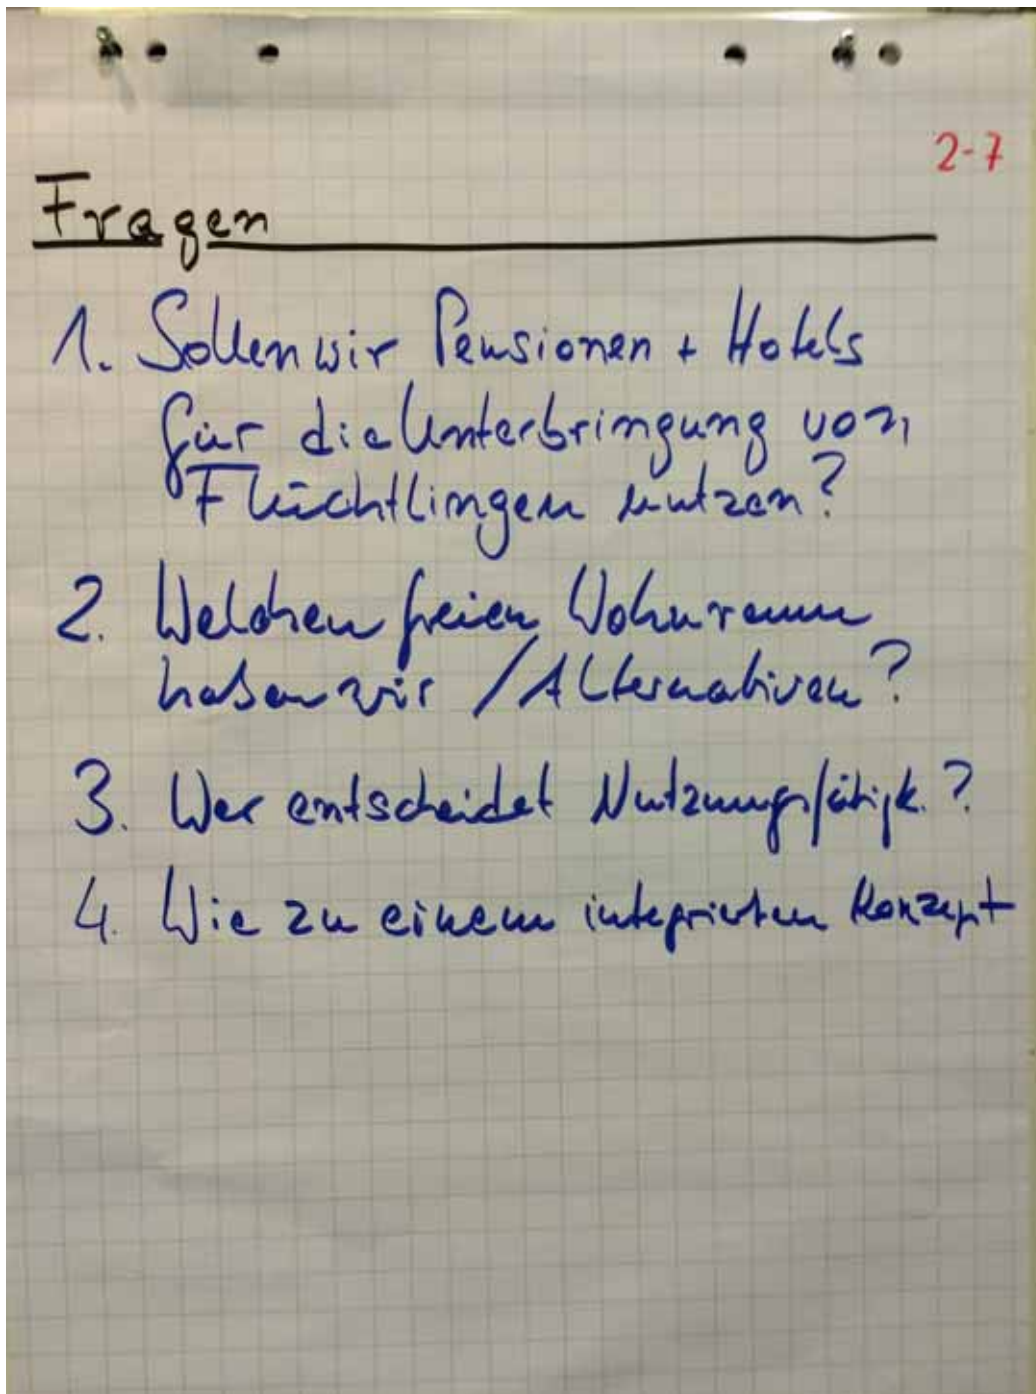 2-7
Fragen
1. Sollen wir Pensionen + Hotels
für die Unterbringung von
Flüchtlingen nutzen?
2. Welchen freien Wohnraum
haben wir / Alternativen?
3. Wer entscheidet Nutzungsfähigk.?
4. Wie zu einem integrierten Konzept